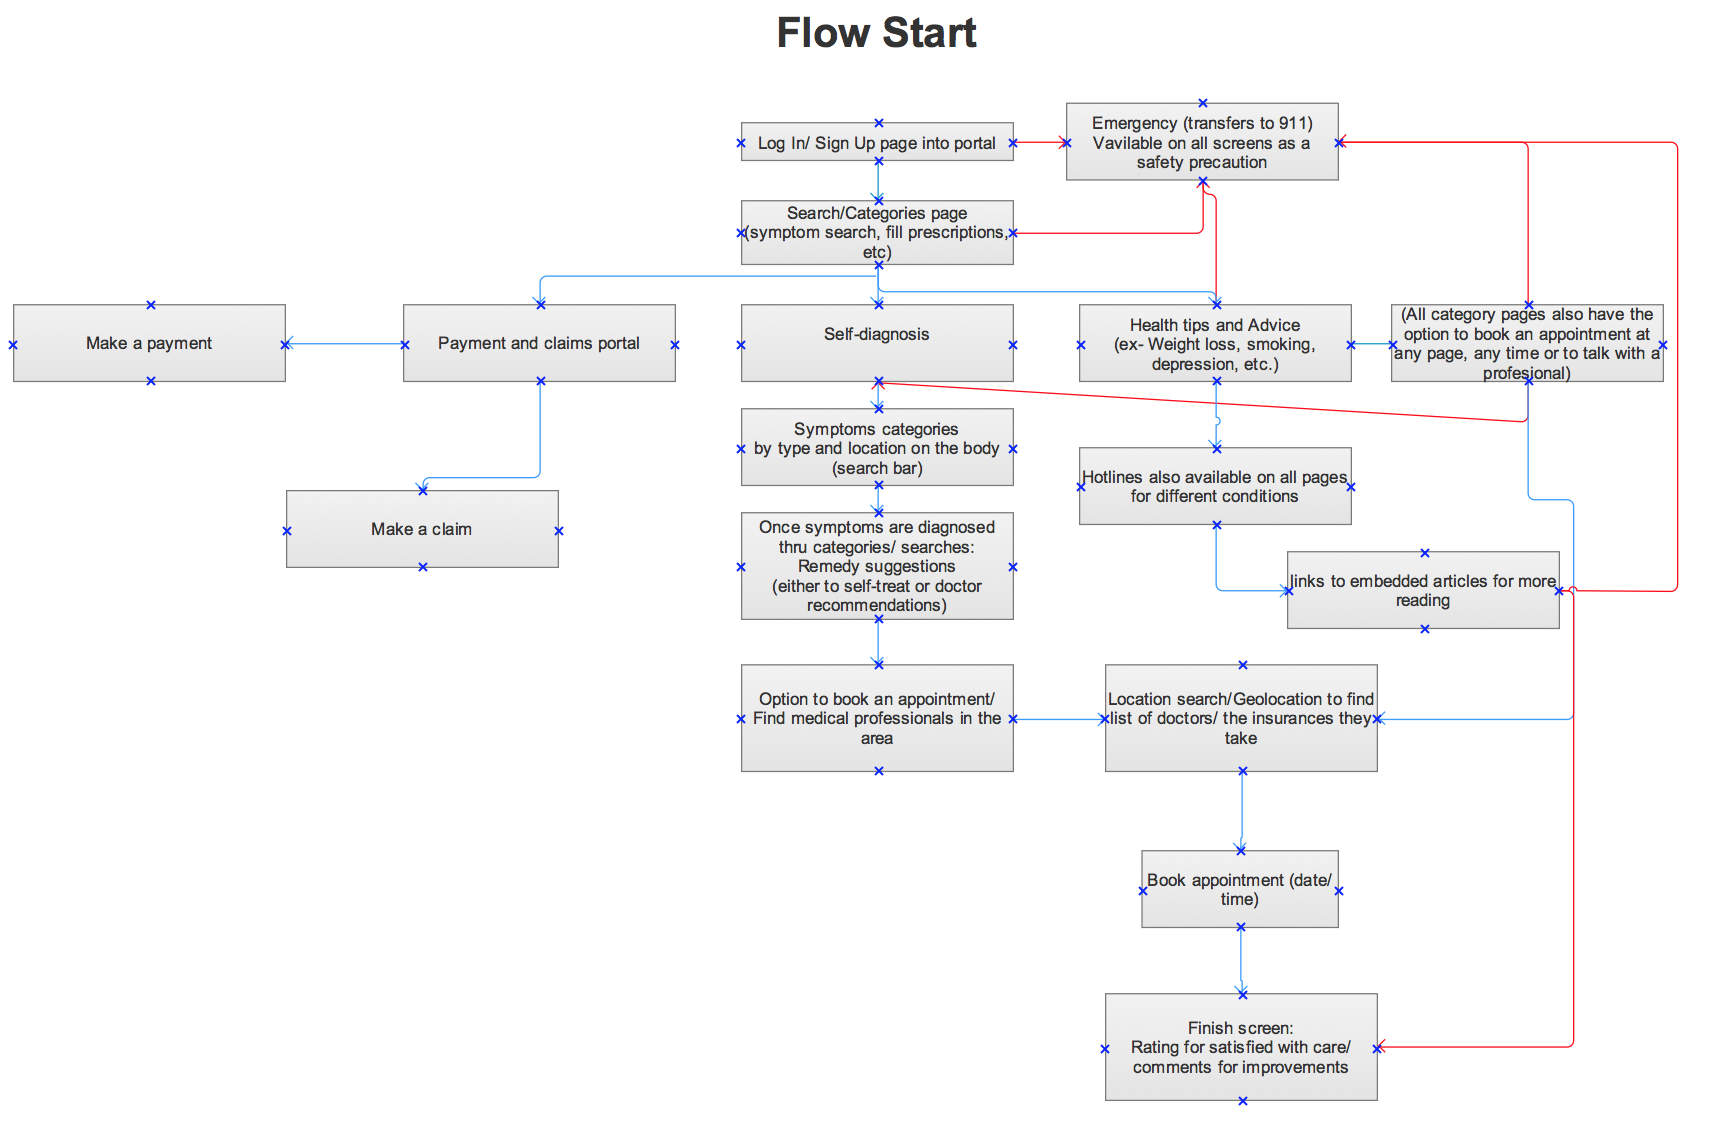 Flow Start
Log In/ Sign Up page into portal
Emergency (transfers to 911)
Vavilable on all screens as a
safety precaution
Search/Categories page
(symptom search, fill prescriptions,
etc)
Make a payment
Payment and claims portal
Self-diagnosis
Health tips and Advice
(ex- Weight loss, smoking,
depression, etc.)
(All category pages also have the
option to book an appointment at
any page, any time or to talk with a
profesional)
Symptoms categories
by type and location on the body
(search bar)
Hotlines also available on all pages
for different conditions
Make a claim
Once symptoms are diagnosed
thru categories/ searches:
Remedy suggestions
(either to self-treat or doctor
recommendations)
links to embedded articles for more
reading
Option to book an appointment/
Find medical professionals in the
area
Location search/Geolocation to find
list of doctors/ the insurances they
take
Book appointment (date/
time)
Finish screen:
Rating for satisfied with care/
comments for improvements